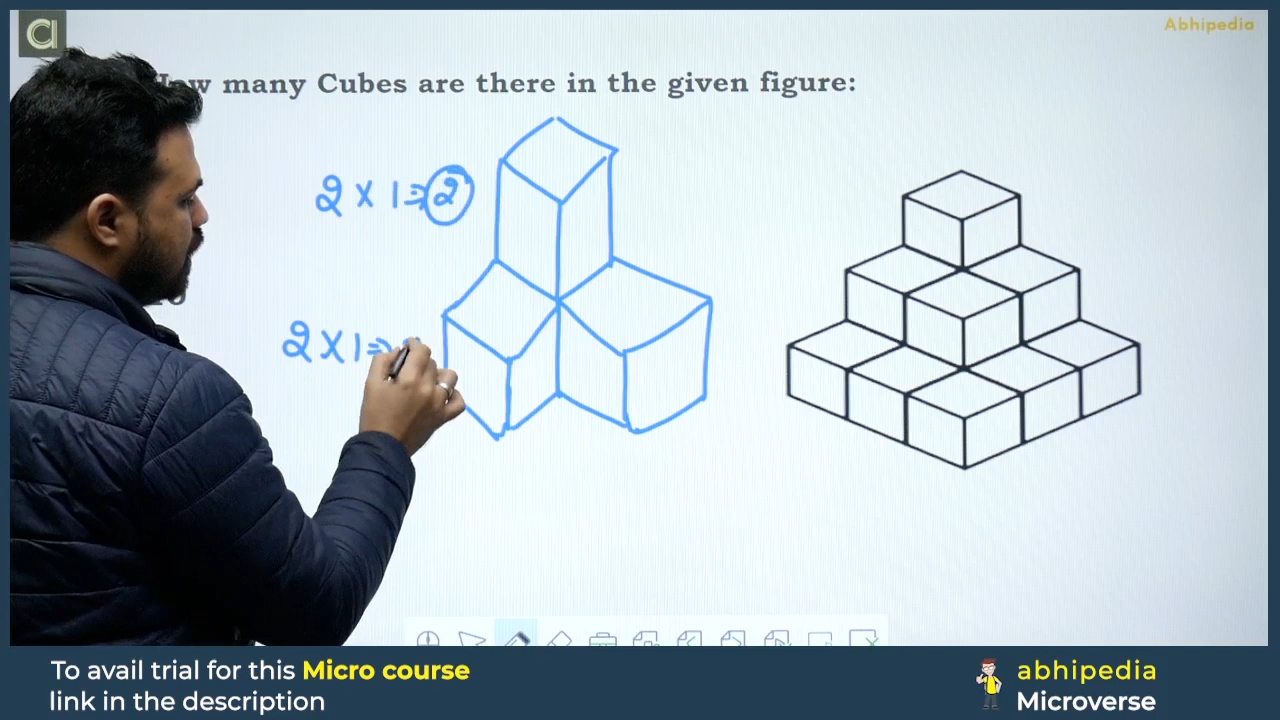 Abhipedia
How many Cubes are there in the given figure:
2 × 1 ⇒ 2
2 × 1 ⇒
To avail trial for this Micro course
link in the description
abhipedia
Microverse